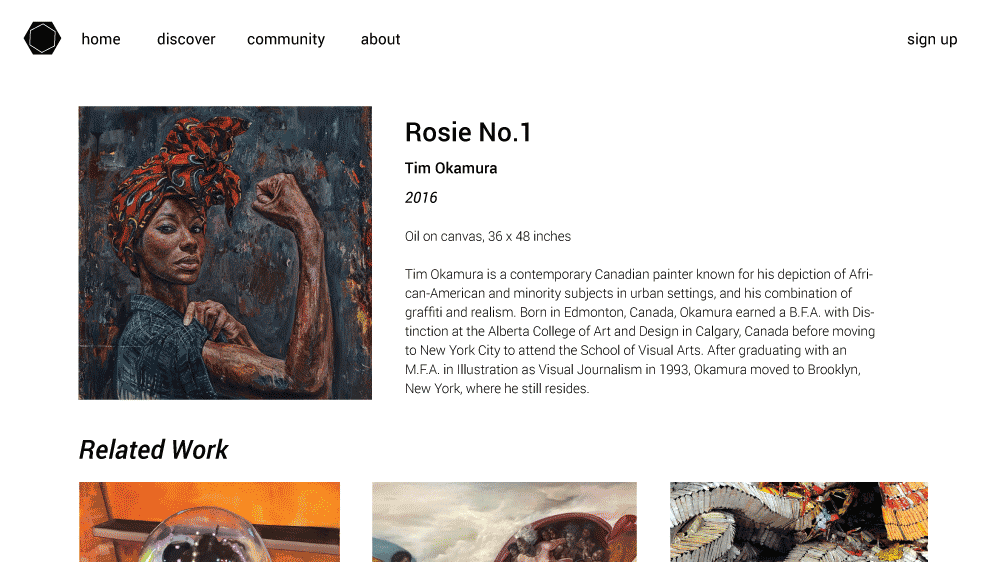 home discover community about sign up
Rosie No.1
Tim Okamura
2016
Oil on canvas, 36 x 48 inches
Tim Okamura is a contemporary Canadian painter known for his depiction of Afri-
can-American and minority subjects in urban settings, and his combination of
graffiti and realism. Born in Edmonton, Canada, Okamura earned a B.F.A. with Dis-
tinction at the Alberta College of Art and Design in Calgary, Canada before moving
to New York City to attend the School of Visual Arts. After graduating with an
M.F.A. in Illustration as Visual Journalism in 1993, Okamura moved to Brooklyn,
New York, where he still resides.
Related Work